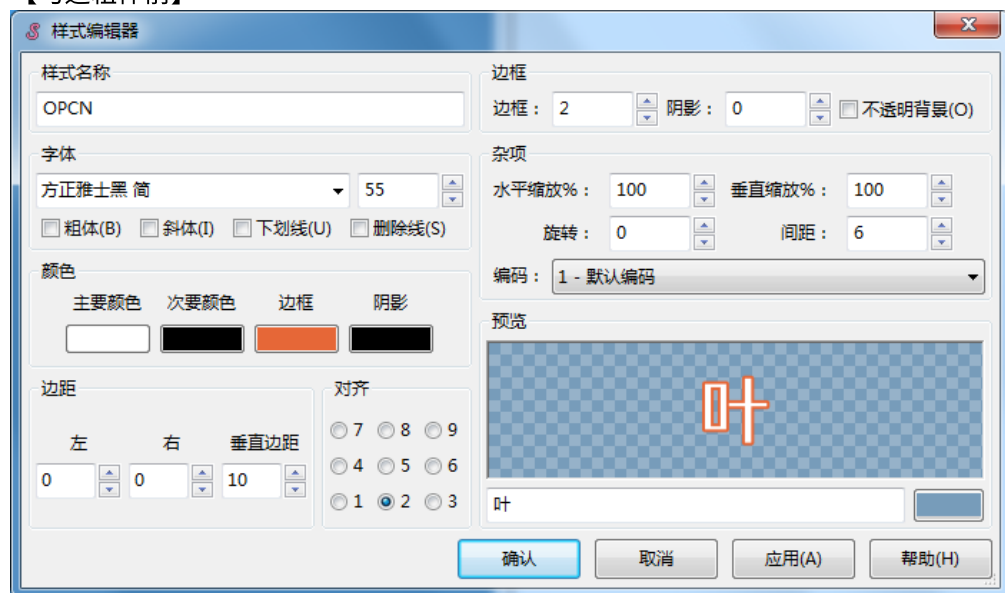 【勾选粗体前】
样式编辑器
样式名称
OPCN
边框
边框： 2 阴影： 0 不透明背景(O)
字体
方正雅士黑 简 55
粗体(B) 斜体(I) 下划线(U) 删除线(S)
杂项
水平缩放%： 100 垂直缩放%： 100
旋转： 0 间距： 6
编码： 1 - 默认编码
颜色
主要颜色 次要颜色 边框 阴影
预览
叶
叶
边距
左 右 垂直边距
0 0 10
对齐
7 8 9
4 5 6
1 2 3
确认 取消 应用(A) 帮助(H)